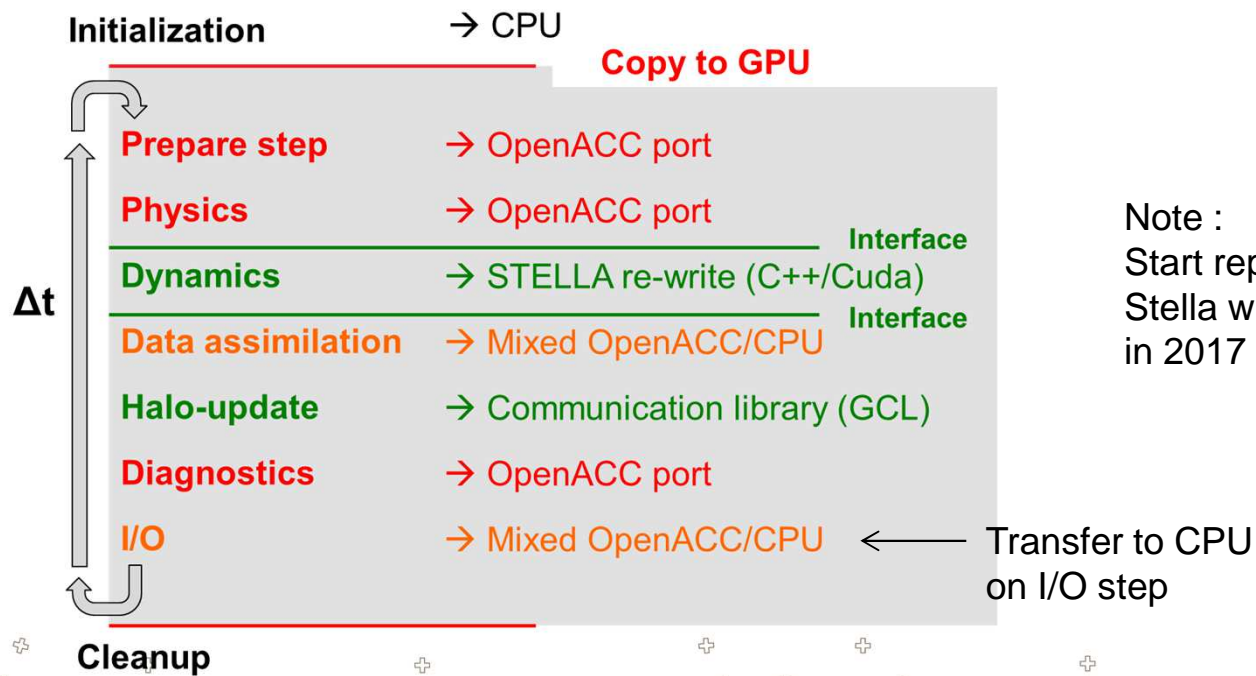 Initialization → CPU
Copy to GPU
Prepare step → OpenACC port
Physics → OpenACC port
Interface
Dynamics → STELLA re-write (C++/Cuda)
Interface
Data assimilation → Mixed OpenACC/CPU
Halo-update → Communication library (GCL)
Diagnostics → OpenACC port
I/O → Mixed OpenACC/CPU
Δt
Cleanup
Note :
Start
Stella
in 2017
Transfer to CPU
on I/O step